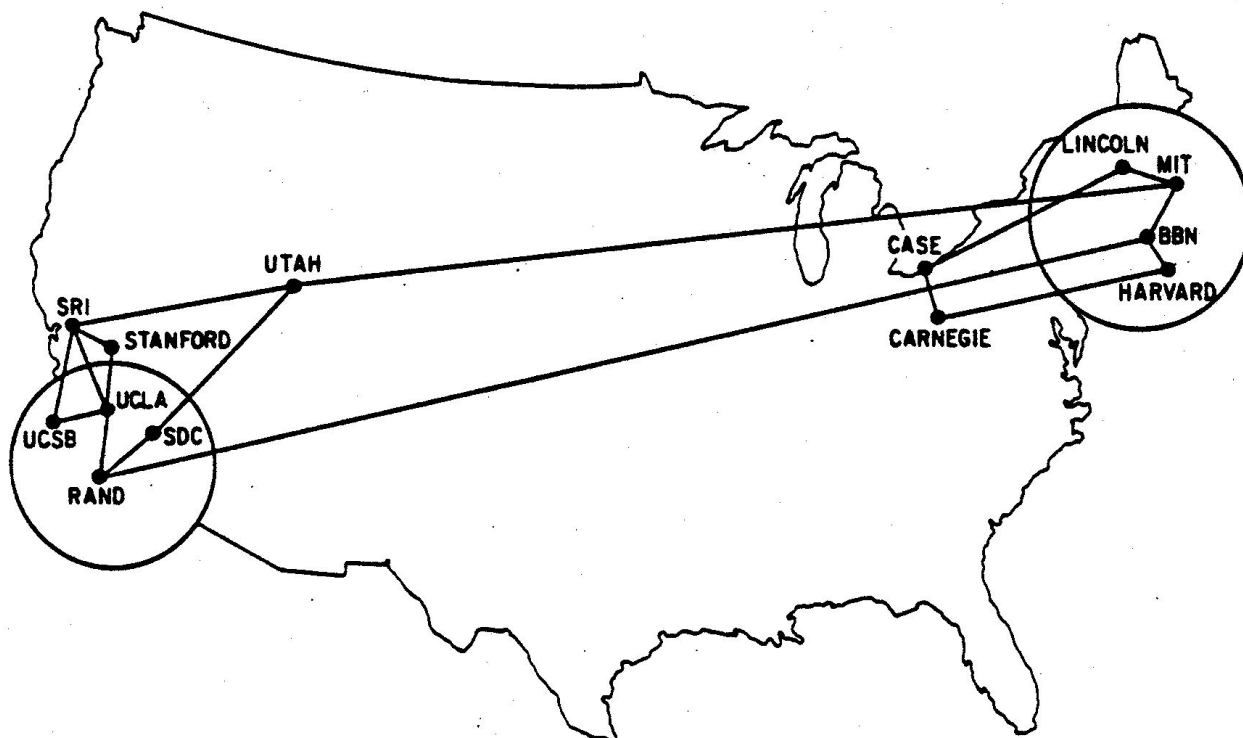 LINCOLN
MIT
CASE
BBN
UTAH
HARVARD
SRI
STANFORD
CARNEGIE
UCLA
UCSB
SDC
RAND